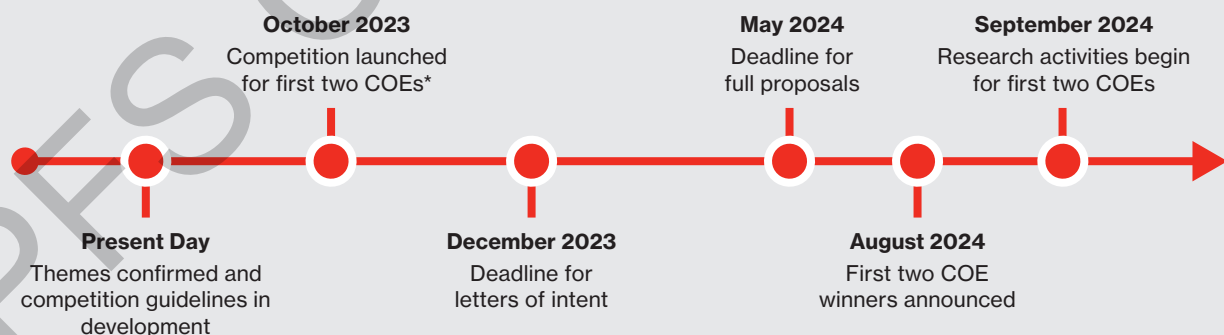 October 2023
Competition launched
for first two COEs*
May 2024
Deadline for
full proposals
September 2024
Research activities begin
for first two COEs
Present Day
Themes confirmed and
competition guidelines in
development
December 2023
Deadline for
letters of intent
August 2024
First two COE
winners announced
PFS